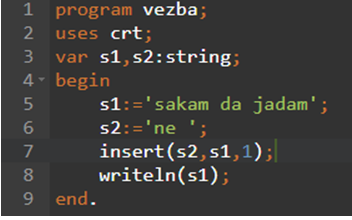 1 program vezba;
2 uses crt;
3 var s1,s2:string;
4 begin
5 s1:='sakam da jadam';
6 s2:='ne ';
7 insert(s2,s1,1);
8 writeln(s1);
9 end.